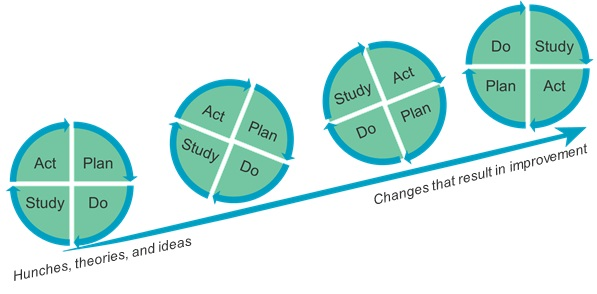 Act Plan
Study Do
Act Plan
Study Do
Study Act
Do Plan
Do Study
Plan Act
Hunches, theories, and ideas
Changes that result in improvement